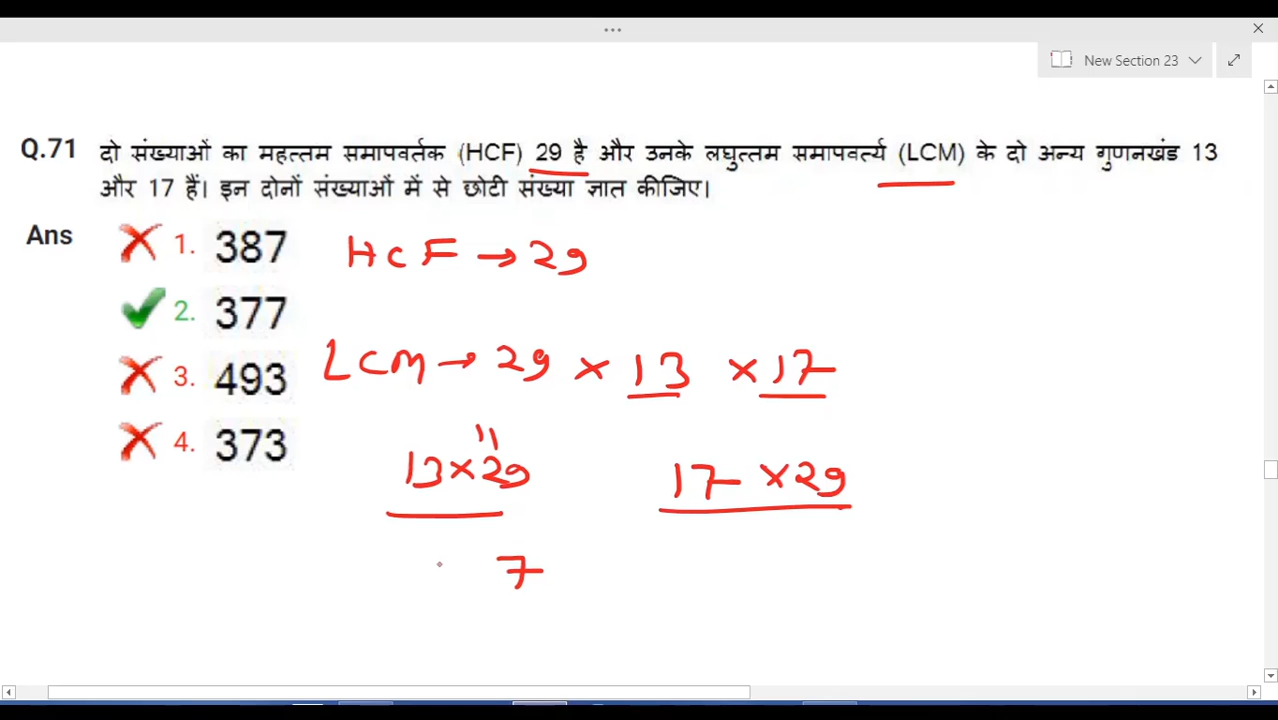 ...
New Section 23
Q.71 दो संख्याओं का महत्तम समापवर्तक (HCF) 29 है और उनके लघुत्तम समापवर्त्य (LCM) के दो अन्य गुणनखंड 13
और 17 हैं। इन दोनों संख्याओं में से छोटी संख्या ज्ञात कीजिए।
Ans
1. 387
2. 377
3. 493
4. 373
HCF → 29
LCM → 29 × 13 × 17
13 × 29
17 × 29
7